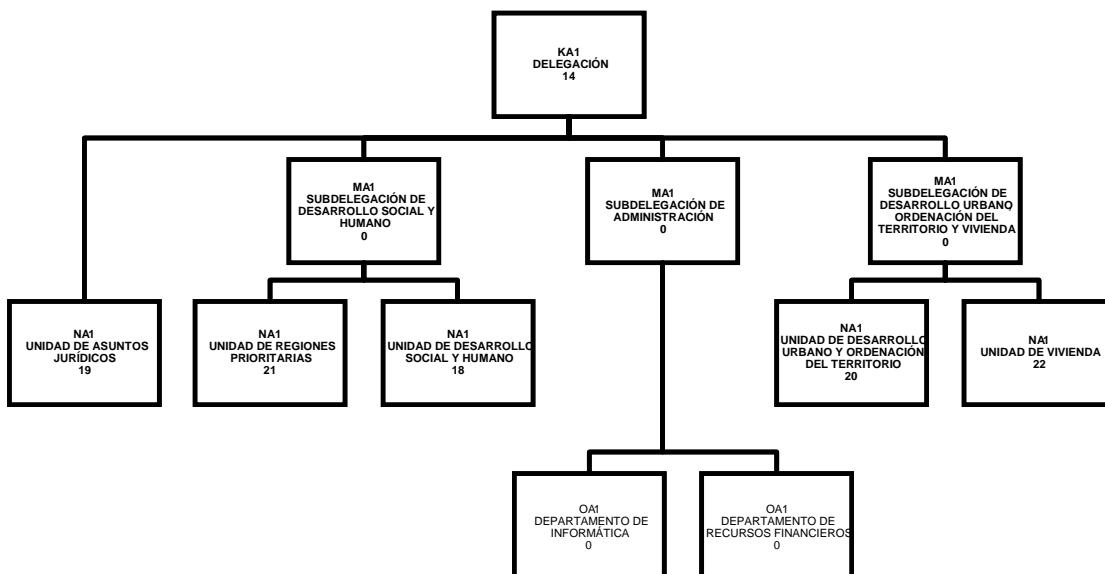 KA1
DELEGACIÓN
14
MA1
SUBDELEGACIÓN DE
DESARROLLO SOCIAL Y
HUMANO
0
MA1
SUBDELEGACIÓN DE
ADMINISTRACIÓN
0
MA1
SUBDELEGACIÓN DE
DESARROLLO URBANO,
ORDENACIÓN DEL
TERRITORIO Y VIVIENDA
0
NA1
UNIDAD DE ASUNTOS
JURÍDICOS
19
NA1
UNIDAD DE REGIONES
PRIORITARIAS
21
NA1
UNIDAD DE DESARROLLO
SOCIAL Y HUMANO
18
NA1
UNIDAD DE DESARROLLO
URBANO Y ORDENACIÓN
DEL TERRITORIO
20
NA1
UNIDAD DE VIVIENDA
22
OA1
DEPARTAMENTO DE
INFORMÁTICA
0
OA1
DEPARTAMENTO DE
RECURSOS FINANCIEROS
0